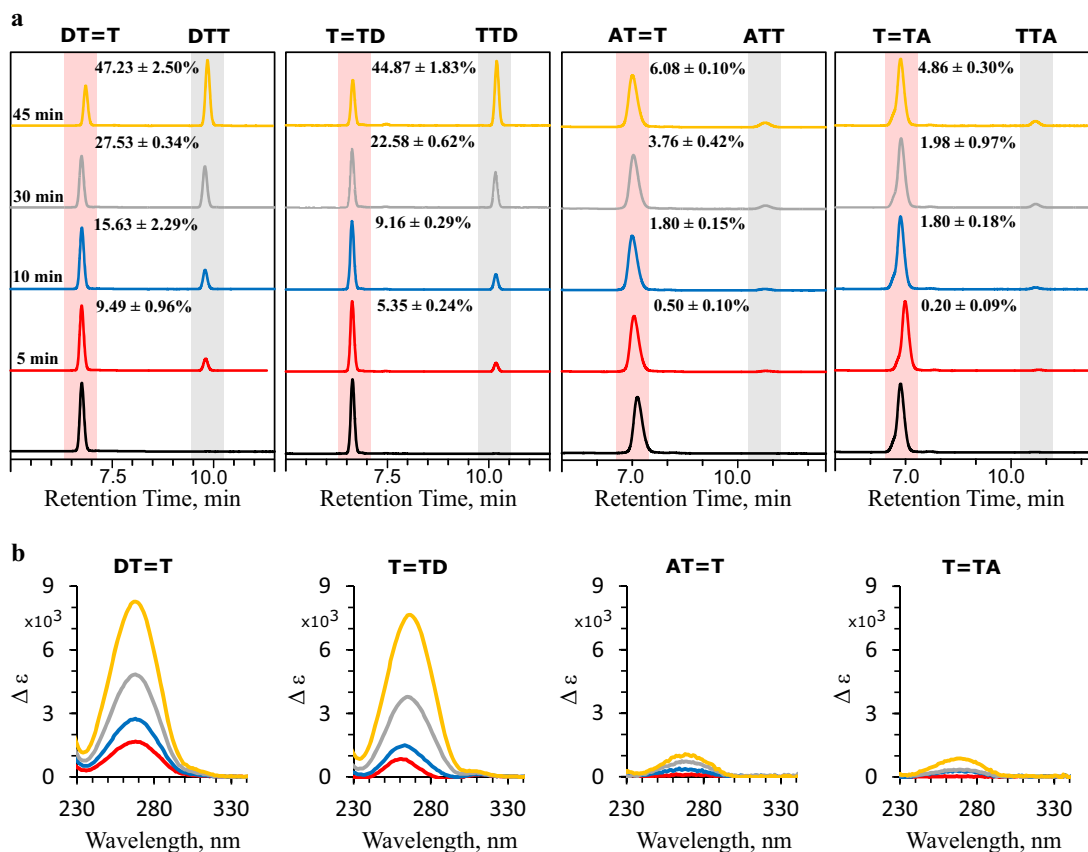 a
DT=T DTT T=TD TTD AT=T ATT T=TA TTA
47.23 ± 2.50% 44.87 ± 1.83% 6.08 ± 0.10% 4.86 ± 0.30%
45 min
27.53 ± 0.34% 22.58 ± 0.62% 3.76 ± 0.42% 1.98 ± 0.97%
30 min
15.63 ± 2.29% 9.16 ± 0.29% 1.80 ± 0.15% 1.80 ± 0.18%
10 min
9.49 ± 0.96% 5.35 ± 0.24% 0.50 ± 0.10% 0.20 ± 0.09%
5 min
7.5 10.0 7.5 10.0 7.0 10.0 7.0 10.0
Retention Time, min Retention Time, min Retention Time, min Retention Time, min
b
DT=T T=TD AT=T T=TA
9 9 9 9
x10³ x10³ x10³ x10³
6 6 6 6
Δ ε Δ ε Δ ε Δ ε
3 3 3 3
0 0 0 0
230 280 330 230 280 330 230 280 330 230 280 330
Wavelength, nm Wavelength, nm Wavelength, nm Wavelength, nm